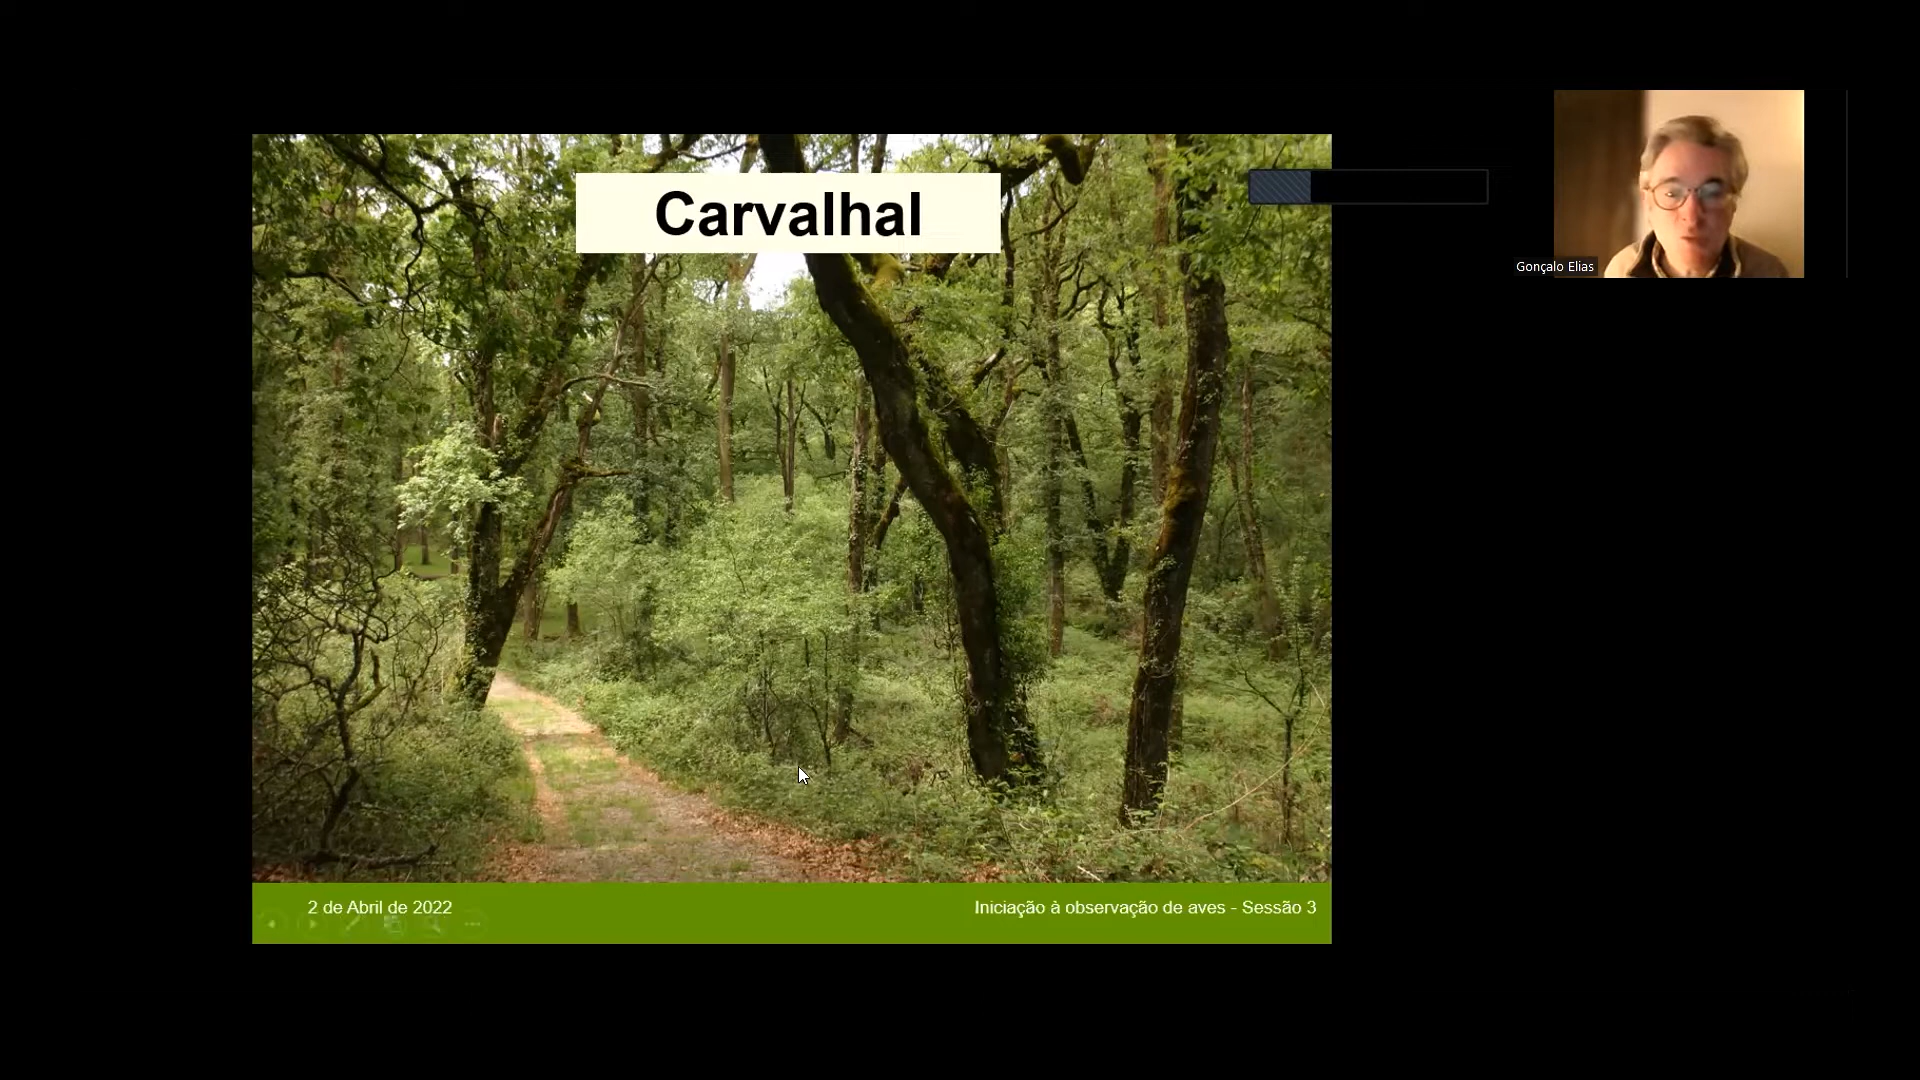 Carvalhal
Gonçalo Elias
2 de Abril de 2022
Iniciação à observação de aves - Sessão 3